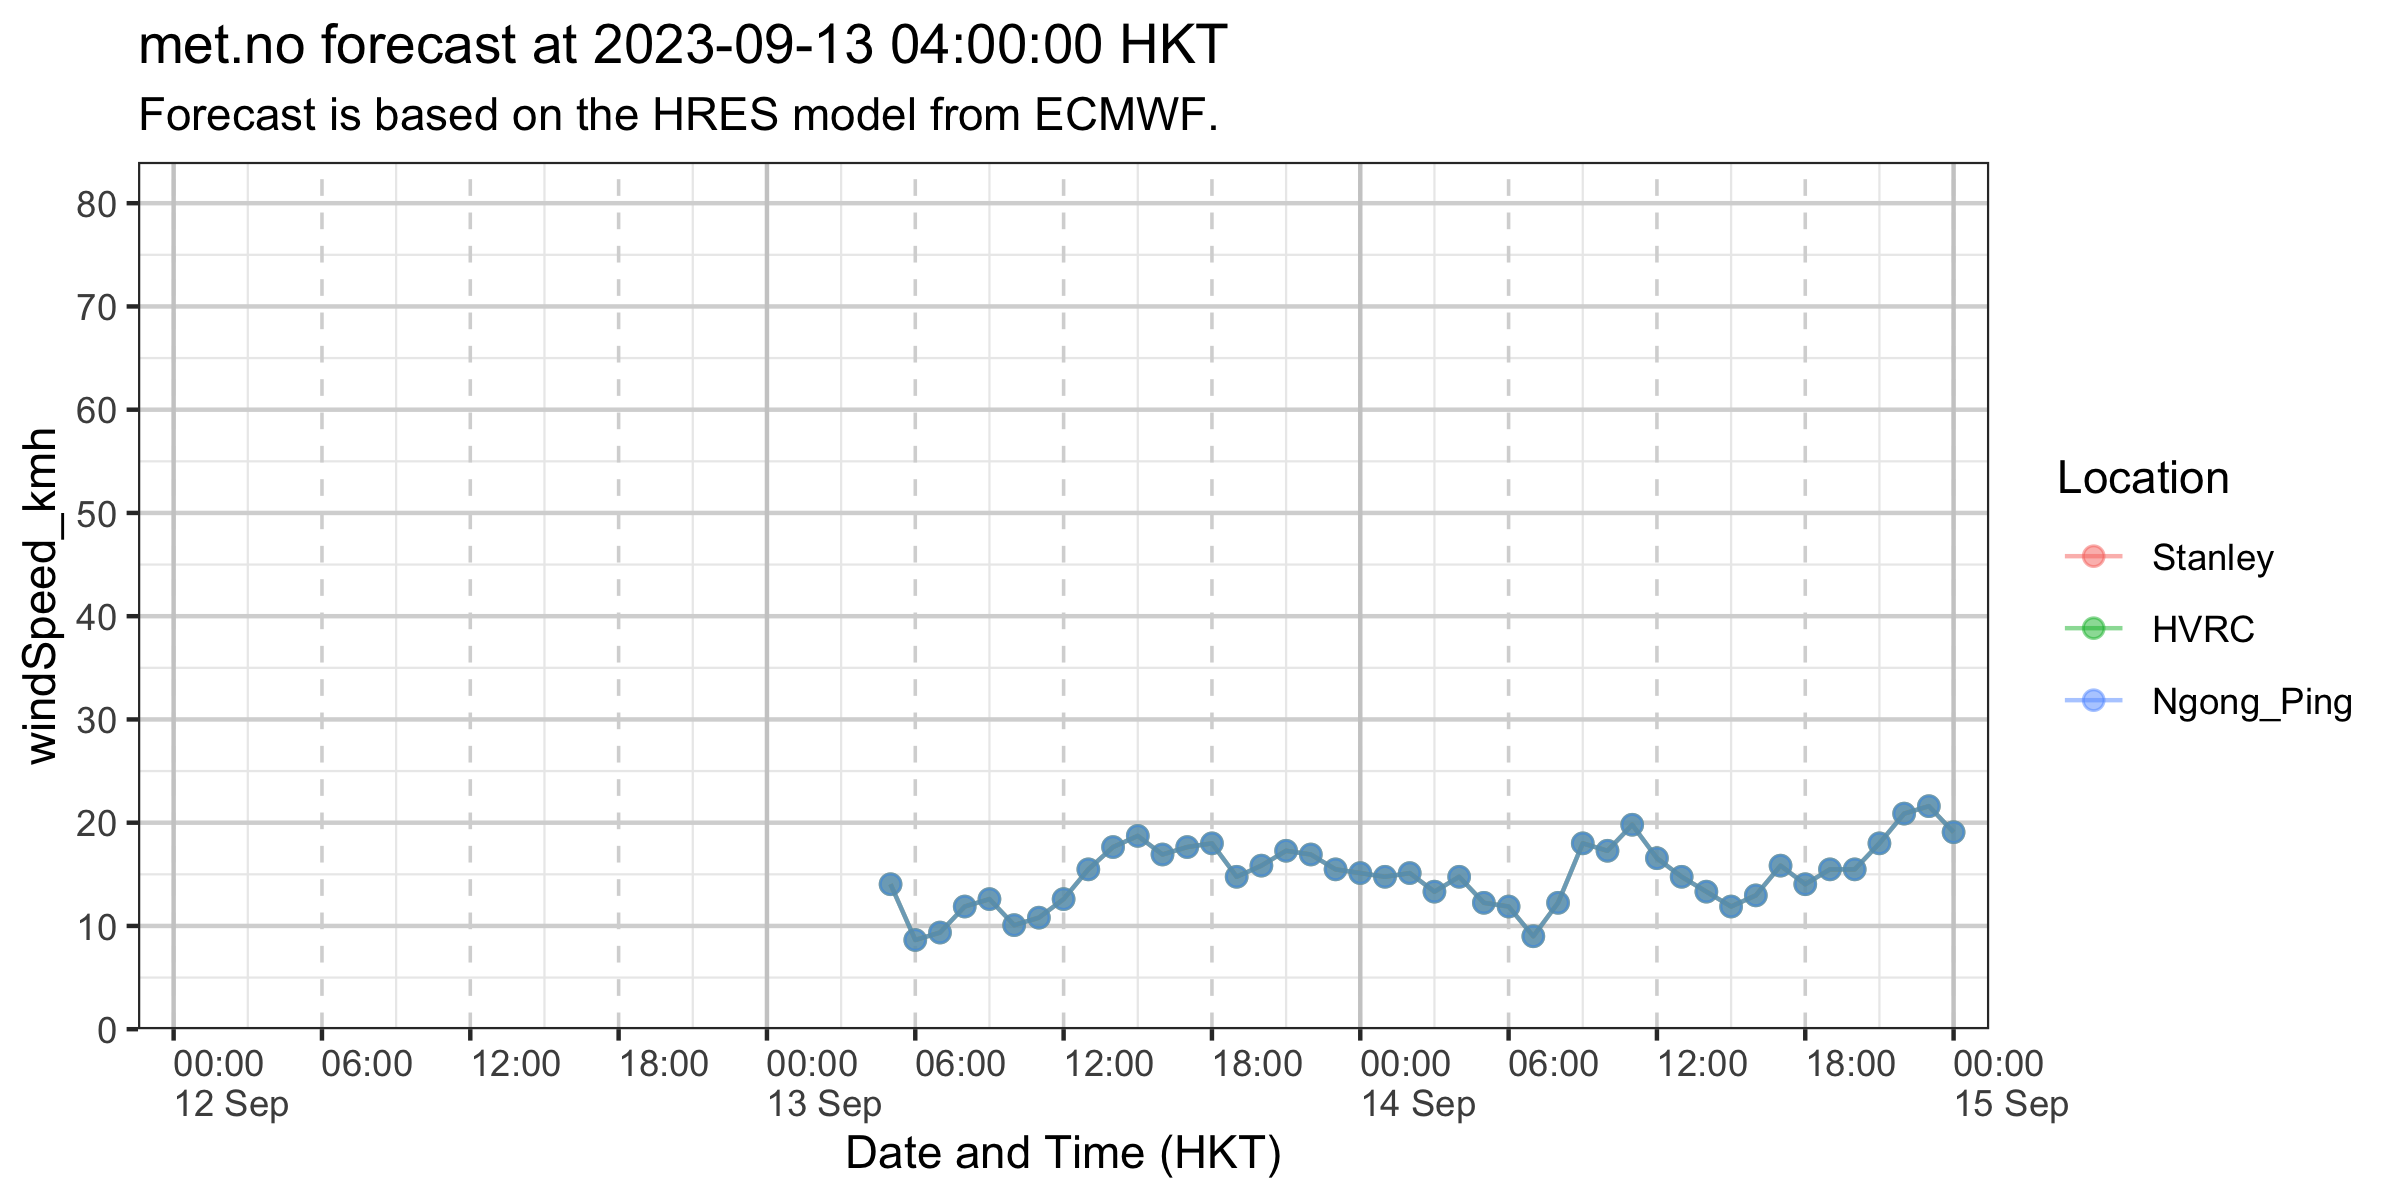 met.no forecast at 2023-09-13 04:00:00 HKT
Forecast is based on the HRES model from ECMWF.
windSpeed_kmh
80
70
60
50
40
30
20
10
0
00:00 06:00 12:00 18:00 00:00 06:00 12:00 18:00 00:00 06:00 12:00 18:00 00:00
12 Sep 13 Sep 14 Sep 15 Sep
Date and Time (HKT)
Location
Stanley
HVRC
Ngong_Ping